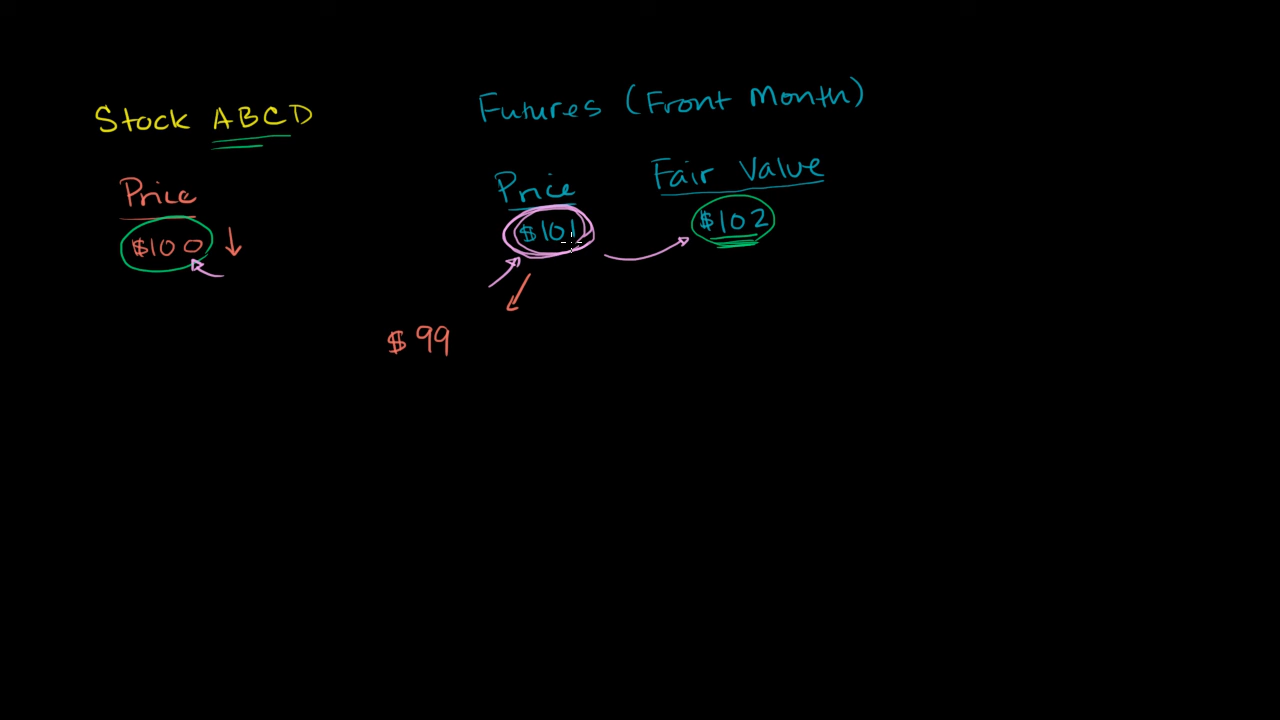 Stock ABCD
Futures (Front Month)
Price
$100
Price
Fair Value
$101
$102
$99